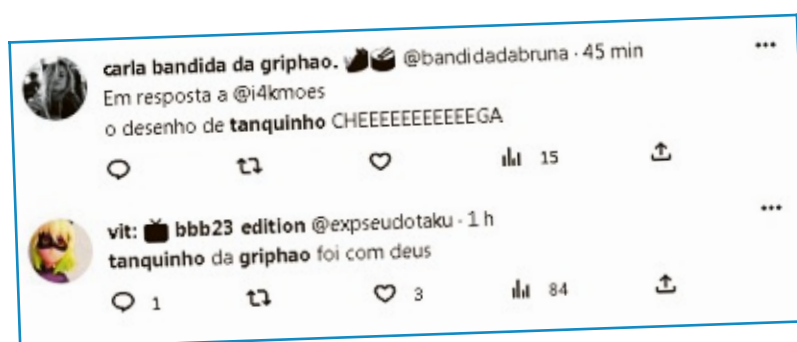 carla bandida da griphao. @bandidadabruna · 45 min
Em resposta a @i4kmoes
o desenho de tanquinho CHEEEEEEEEEEEGA
15
vit: bbb23 edition @expseudotaku · 1 h
tanquinho da griphao foi com deus
1 3 84